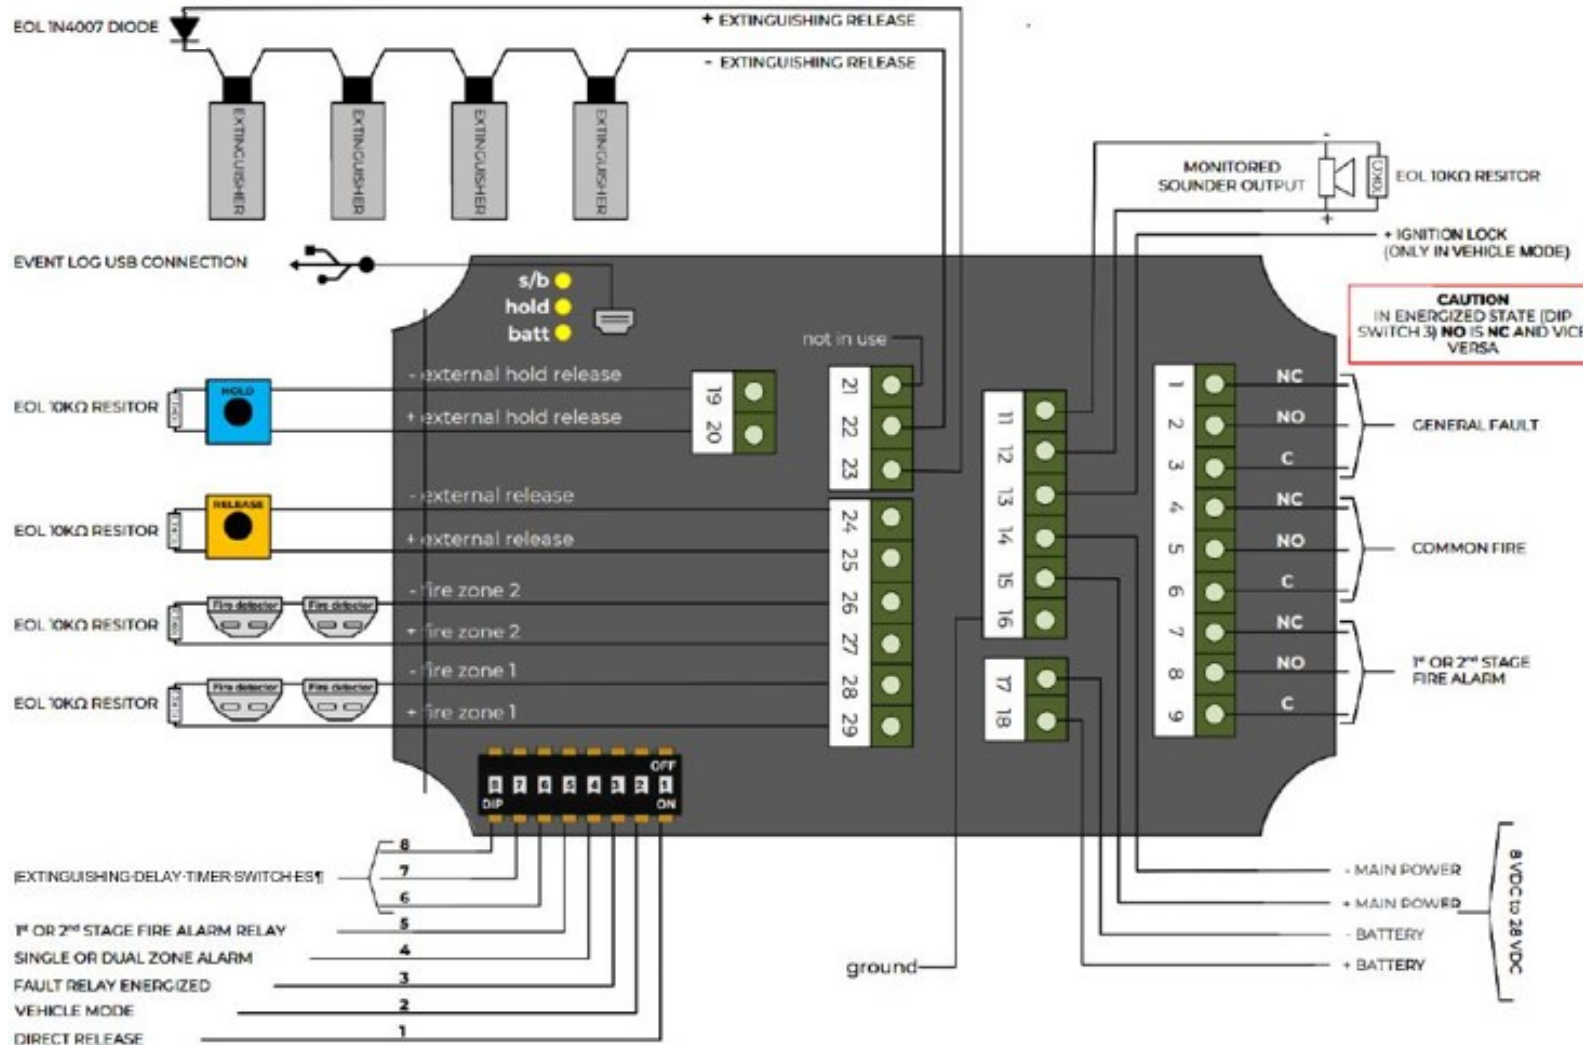 EOL 1N4007 DIODE
+ EXTINGUISHING RELEASE
- EXTINGUISHING RELEASE
EXTINGUISHER
EXTINGUISHER
EXTINGUISHER
EXTINGUISHER
-
MONITORED
SOUNDER OUTPUT
EOL 10KΩ RESITOR
+
+ IGNITION LOCK
(ONLY IN VEHICLE MODE)
EVENT LOG USB CONNECTION
s/b
hold
batt
CAUTION
IN ENERGIZED STATE (DIP
SWITCH 3) NO IS NC AND VICE
VERSA
not in use
EOL 10KΩ RESITOR
HOLD
- external hold release
+ external hold release
19
20
21
22
23
EOL 10KΩ RESITOR
RELEASE
- external release
+ external release
24
25
EOL 10KΩ RESITOR
Fire detector
Fire detector
- fire zone 2
+ fire zone 2
26
27
EOL 10KΩ RESITOR
Fire detector
Fire detector
- fire zone 1
+ fire zone 1
28
29
11
12
13
14
15
16
17
18
1
2
3
4
5
6
7
8
9
NC
NO
C
GENERAL FAULT
NC
NO
C
COMMON FIRE
NC
NO
C
1st OR 2nd STAGE
FIRE ALARM
OFF
8 7 6 5 4 3 2 1
DIP
ON
8
(EXTINGUISHING·DELAY·TIMER·SWITCH·ES¶
7
6
1st OR 2nd STAGE FIRE ALARM RELAY
5
SINGLE OR DUAL ZONE ALARM
4
FAULT RELAY ENERGIZED
3
VEHICLE MODE
2
DIRECT RELEASE
1
ground
- MAIN POWER
+ MAIN POWER
- BATTERY
+ BATTERY
8 VDC to 28 VDC